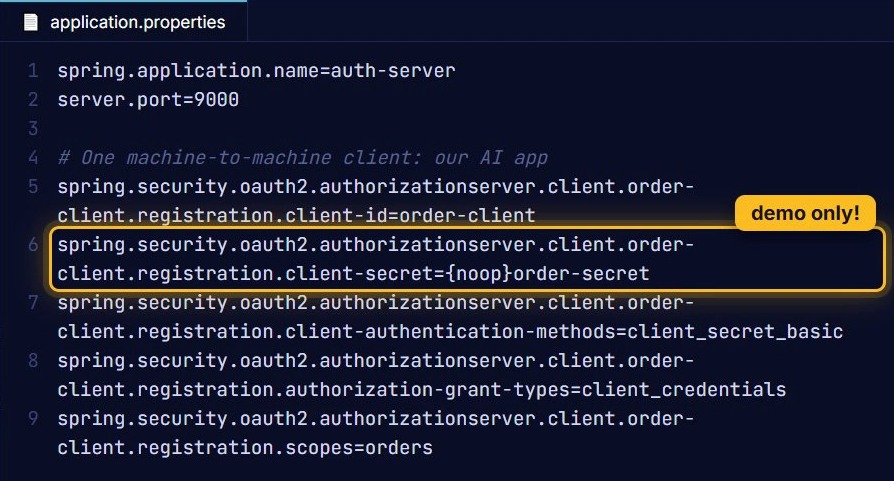 application.properties
1 spring.application.name=auth-server
2 server.port=9000
3
4 # One machine-to-machine client: our AI app
5 spring.security.oauth2.authorizationserver.client.order-
client.registration.client-id=order-client
demo only!
6 spring.security.oauth2.authorizationserver.client.order-
client.registration.client-secret={noop}order-secret
7 spring.security.oauth2.authorizationserver.client.order-
client.registration.client-authentication-methods=client_secret_basic
8 spring.security.oauth2.authorizationserver.client.order-
client.registration.authorization-grant-types=client_credentials
9 spring.security.oauth2.authorizationserver.client.order-
client.registration.scopes=orders